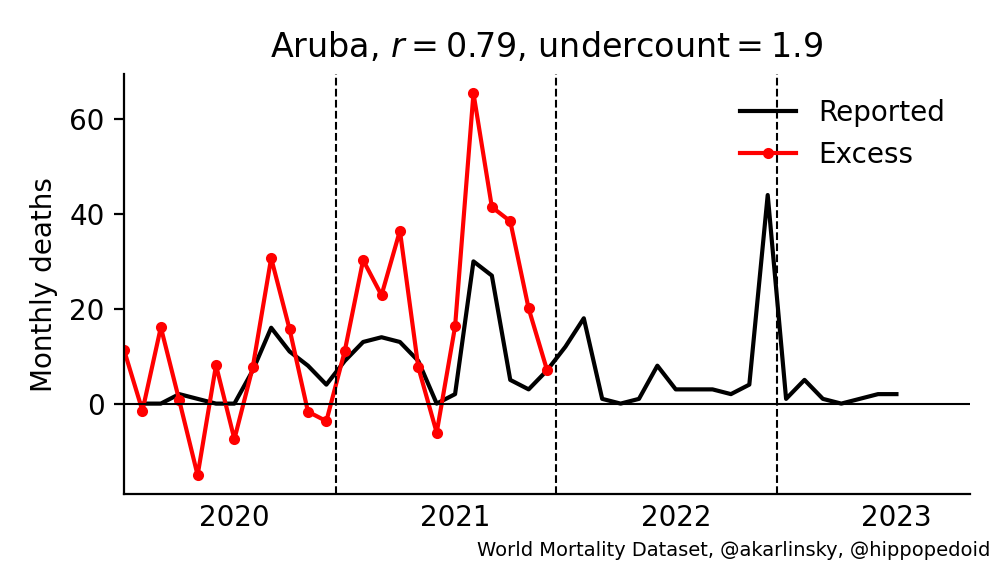 Aruba, r = 0.79, undercount = 1.9
Reported
Excess
Monthly deaths
60
40
20
0
2020 2021 2022 2023
World Mortality Dataset, @akarlinsky, @hippopedoid